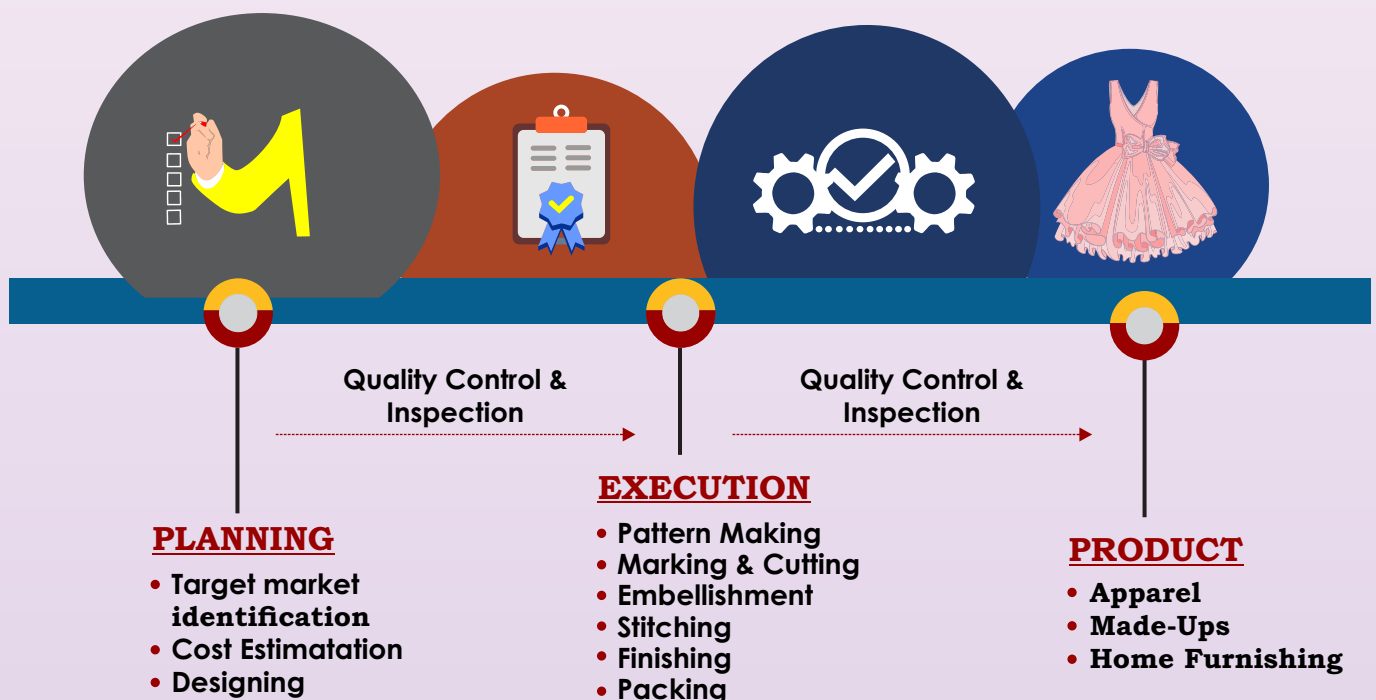 Quality Control &
Inspection
Quality Control &
Inspection
PLANNING
• Target market
identification
• Cost Estimatation
• Designing
EXECUTION
• Pattern Making
• Marking & Cutting
• Embellishment
• Stitching
• Finishing
• Packing
PRODUCT
• Apparel
• Made-Ups
• Home Furnishing